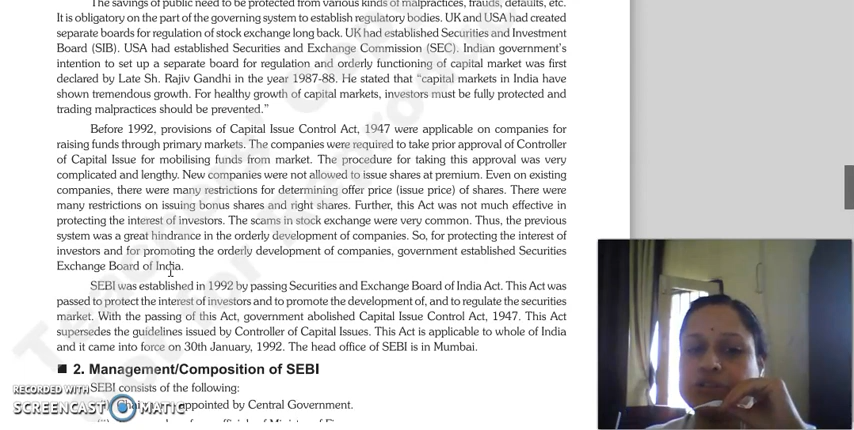 The savings of public need to be protected from various kinds of malpractices, frauds, defaults, etc.
It is obligatory on the part of the governing system to establish regulatory bodies. UK and USA had created
separate boards for regulation of stock exchange long back. UK had established Securities and Investment
Board (SIB). USA had established Securities and Exchange Commission (SEC). Indian government's
intention to set up a separate board for regulation and orderly functioning of capital market was first
declared by Late Sh. Rajiv Gandhi in the year 1987-88. He stated that “capital markets in India have
shown tremendous growth. For healthy growth of capital markets, investors must be fully protected and
trading malpractices should be prevented.”
Before 1992, provisions of Capital Issue Control Act, 1947 were applicable on companies for
raising funds through primary markets. The companies were required to take prior approval of Controller
of Capital Issue for mobilising funds from market. The procedure for taking this approval was very
complicated and lengthy. New companies were not allowed to issue shares at premium. Even on existing
companies, there were many restrictions for determining offer price (issue price) of shares. There were
many restrictions on issuing bonus shares and right shares. Further, this Act was not much effective in
protecting the interest of investors. The scams in stock exchange were very common. Thus, the previous
system was a great hindrance in the orderly development of companies. So, for protecting the interest of
investors and for promoting the orderly development of companies, government established Securities
Exchange Board of India.
SEBI was established in 1992 by passing Securities and Exchange Board of India Act. This Act was
passed to protect the interest of investors and to promote the development of, and to regulate the securities
market. With the passing of this Act, government abolished Capital Issue Control Act, 1947. This Act
supersedes the guidelines issued by Controller of Capital Issues. This Act is applicable to whole of India
and it came into force on 30th January, 1992. The head office of SEBI is in Mumbai.
2. Management/Composition of SEBI
SEBI consists of the following:
appointed by Central Government.
RECORDED WITH
SCREENCAST MATIC